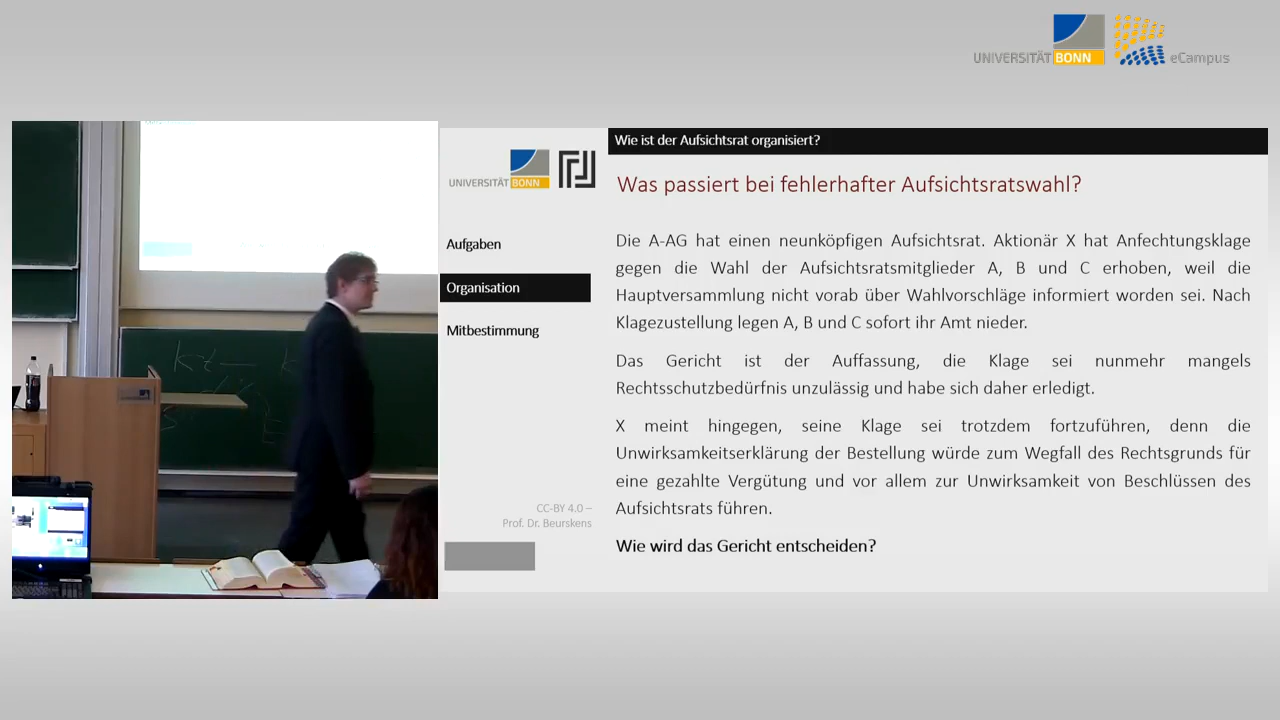 UNIVERSITÄT BONN eCampus
Wie ist der Aufsichtsrat organisiert?
UNIVERSITÄT BONN
Was passiert bei fehlerhafter Aufsichtsratswahl?
Aufgaben
Organisation
Mitbestimmung
Die A-AG hat einen neunköpfigen Aufsichtsrat. Aktionär X hat Anfechtungsklage
gegen die Wahl der Aufsichtsratsmitglieder A, B und C erhoben, weil die
Hauptversammlung nicht vorab über Wahlvorschläge informiert worden sei. Nach
Klagezustellung legen A, B und C sofort ihr Amt nieder.
Das Gericht ist der Auffassung, die Klage sei nunmehr mangels
Rechtsschutzbedürfnis unzulässig und habe sich daher erledigt.
X meint hingegen, seine Klage sei trotzdem fortzuführen, denn die
Unwirksamkeitserklärung der Bestellung würde zum Wegfall des Rechtsgrunds für
eine gezahlte Vergütung und vor allem zur Unwirksamkeit von Beschlüssen des
Aufsichtsrats führen.
Wie wird das Gericht entscheiden?
CC-BY 4.0 –
Prof. Dr. Beurskens